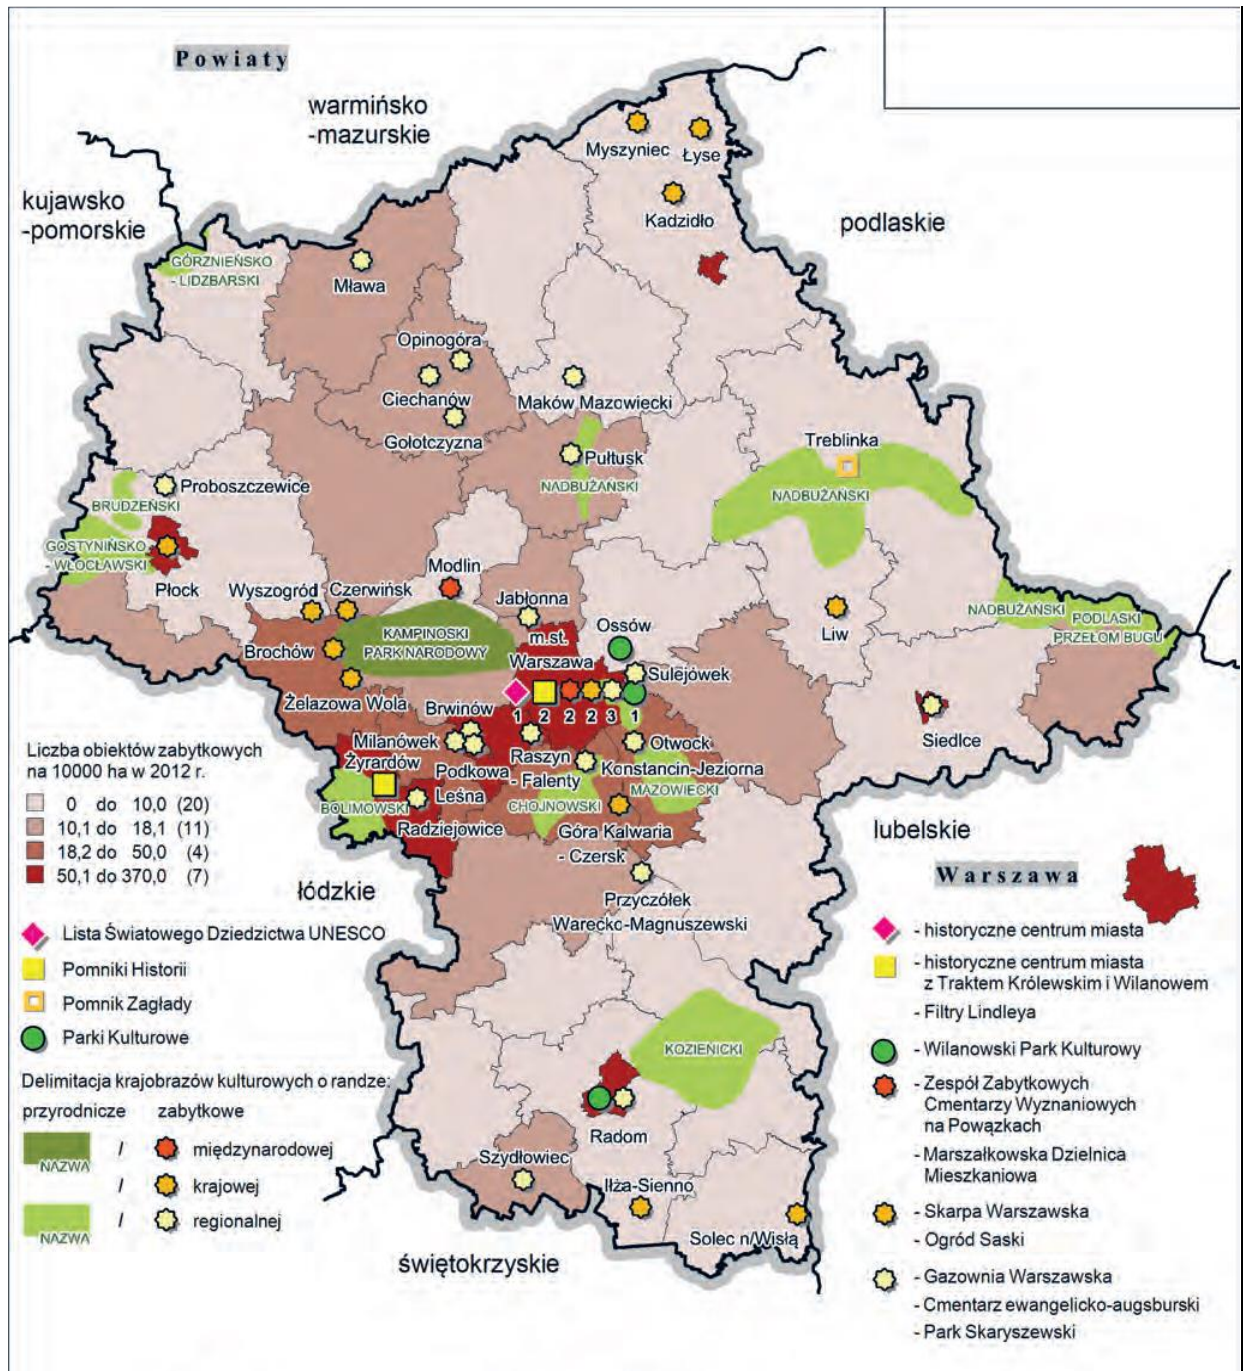 Powiaty
warmińsko
-mazurskie
kujawsko
-pomorskie
podlaskie
Myszyniec
Łyse
Kadzidło
GÓRZNIEŃSKO
- LIDZBARSKI
Mława
Opinogóra
Ciechanów
Gołotczyzna
Maków Mazowiecki
Treblinka
Pułtusk
NADBUŻAŃSKI
NADBUŻAŃSKI
Proboszczewice
BRUDZEŃSKI
GOSTYNIŃSKO
- WŁOCŁAWSKI
Płock
Wyszogród
Czerwińsk
Modlin
Jabłonna
m.st.
Warszawa
Ossów
Liw
NADBUŻAŃSKI
PODLASKI
PRZEŁOM BUGU
KAMPINOSKI
PARK NARODOWY
Brochów
Sulejówek
Żelazowa Wola
1 2 2 2 3 1
Brwinów
Milanówek
Żyrardów
Podkowa
Leśna
Raszyn
- Falenty
Otwock
Konstancin-Jeziorna
MAZOWIECKI
Siedlce
BOLIMOWSKI
Radziejowice
CHOJNOWSKI
Góra Kalwaria
- Czersk
Przyczółek
Warecko-Magnuszewski
Liczba obiektów zabytkowych
na 10000 ha w 2012 r.
0 do 10,0 (20)
10,1 do 18,1 (11)
18,2 do 50,0 (4)
50,1 do 370,0 (7)
łódzkie
lubelskie
Lista Światowego Dziedzictwa UNESCO
Pomniki Historii
Pomnik Zagłady
Parki Kulturowe
Delimitacja krajobrazów kulturowych o randze:
przyrodnicze zabytkowe
NAZWA / międzynarodowej
/ krajowej
NAZWA / regionalnej
KOZIENICKI
Radom
Szydłowiec
Iłża-Sienno
Solec n/Wisłą
świętokrzyskie
Warszawa
- historyczne centrum miasta
- historyczne centrum miasta
z Traktem Królewskim i Wilanowem
- Filtry Lindleya
- Wilanowski Park Kulturowy
- Zespół Zabytkowych
Cmentarzy Wyznaniowych
na Powązkach
- Marszałkowska Dzielnica
Mieszkaniowa
- Skarpa Warszawska
- Ogród Saski
- Gazownia Warszawska
- Cmentarz ewangelicko-augsburski
- Park Skaryszewski